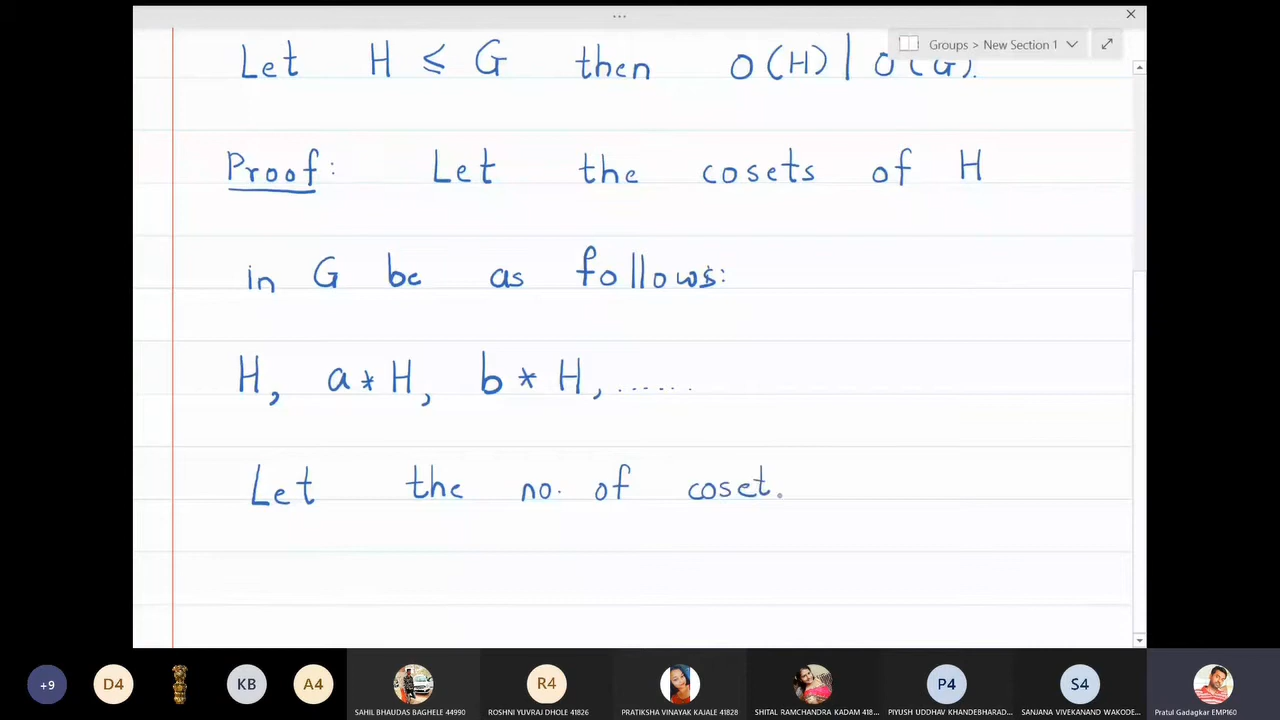 Groups > New Section 1
Let H ≤ G then O(H) | O(G).
Proof: Let the cosets of H
in G be as follows:
H, a * H, b * H, ......
Let the no. of coset.
+9 D4 KB A4 R4 P4 S4
SAHIL BHAUDAS BAGHELE 44990 ROSHNI YUVRAJ DHOLE 41826 PRATIKSHA VINAYAK KAJALE 41828 SHITAL RAMCHANDRA KADAM 418... PIYUSH UDDHAV KHANDEBHARAD... SANJANA VIVEKANAND WAKODE... Pratul Gadagkar EMP160